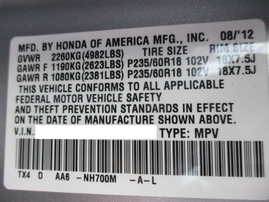 MFD. BY HONDA OF AMERICA MFG., INC. 08/'12
GVWR 2260KG(4982LBS) TIRE SIZE RIM SIZE
GAWR F 1190KG(2623LBS) P235/60R18 102V 18X7.5J
GAWR R 1080KG(2381LBS) P235/60R18 102V 18X7.5J
THIS VEHICLE CONFORMS TO ALL APPLICABLE
FEDERAL MOTOR VEHICLE SAFETY AND THEFT
PREVENTION STANDARDS IN EFFECT ON THE
DATE OF MANUFACTURE SHOWN ABOVE.
V.I.N. TYPE: MPV
TX4 D AA6 -NH700M -A-L